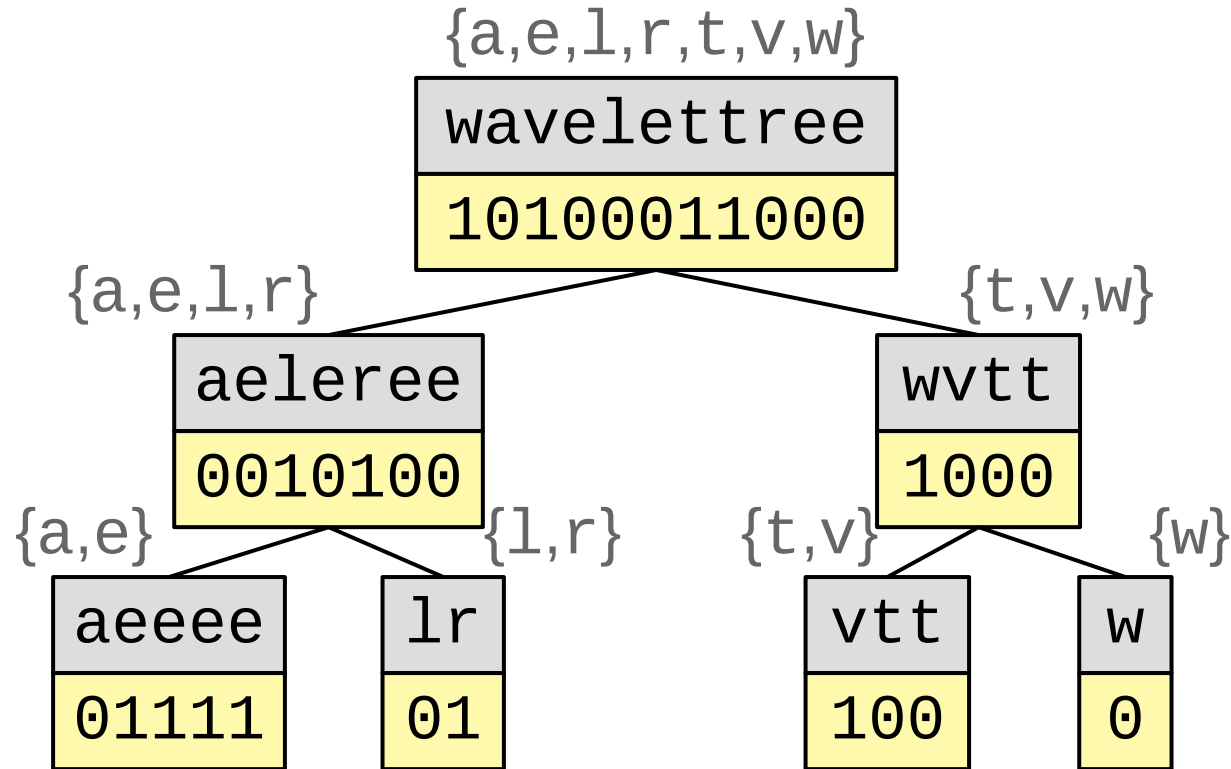 {a,e,l,r,t,v,w}
wavelettree
10100011000
{a,e,l,r}
{t,v,w}
aeleree
wvtt
0010100
1000
{a,e}
{l,r}
{t,v}
{w}
aeeee
lr
vtt
w
01111
01
100
0